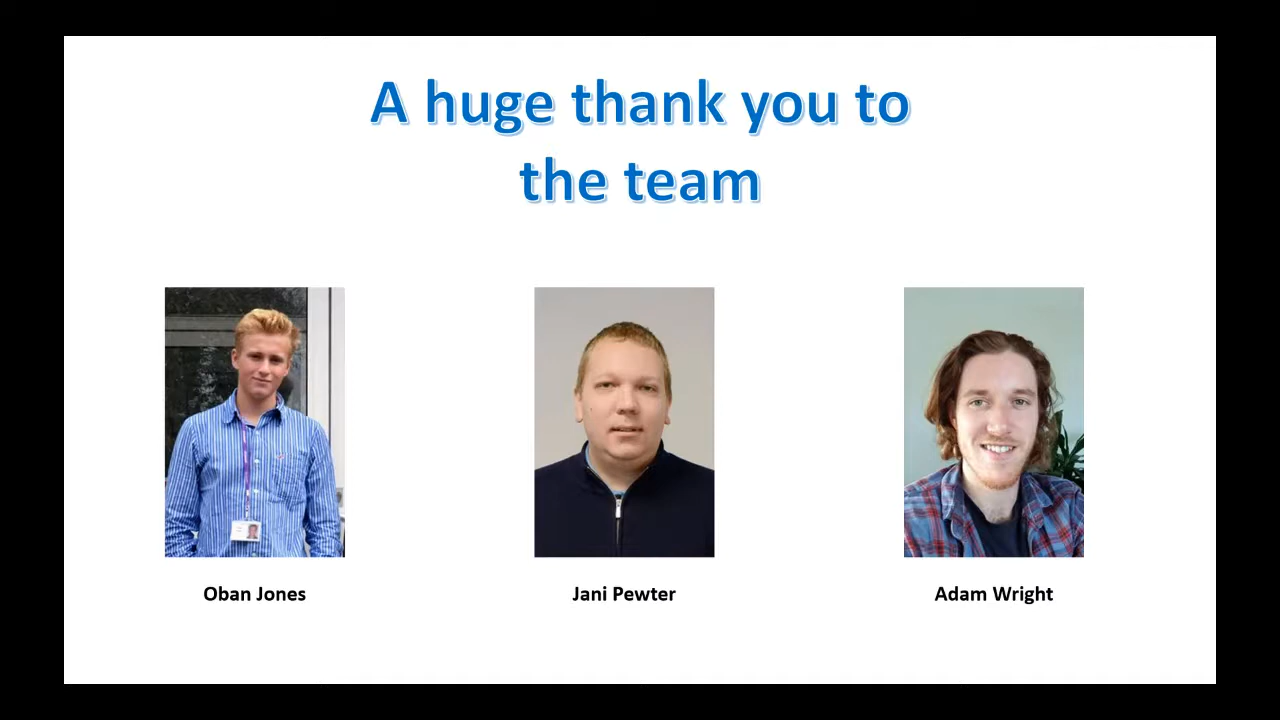 A huge thank you to
the team
Oban Jones
Jani Pewter
Adam Wright